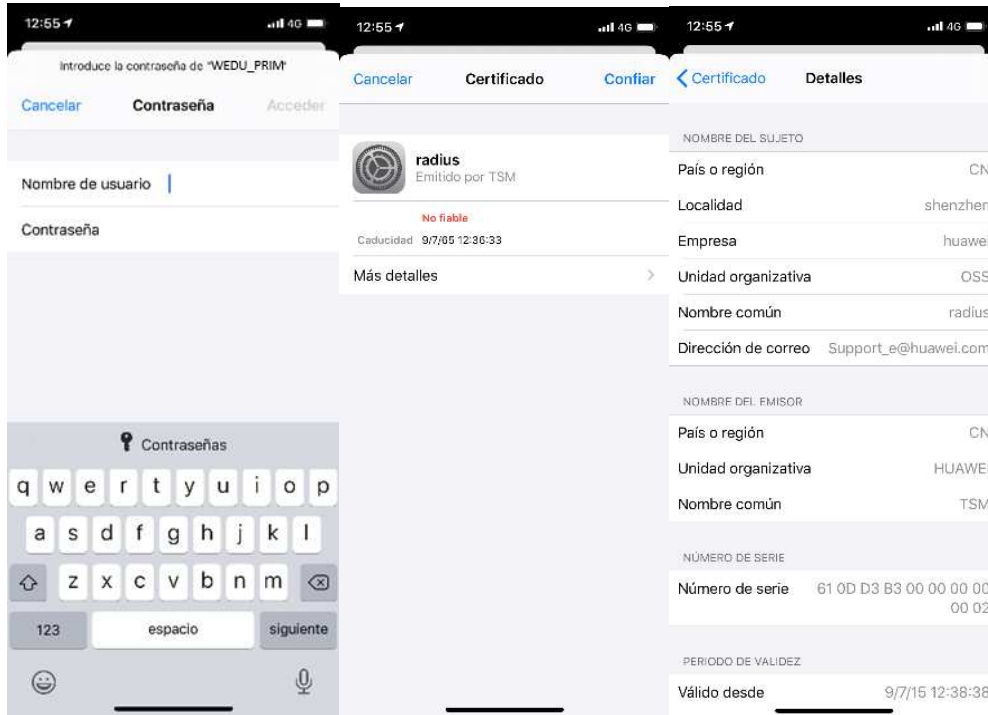 12:55
4G
Introduce la contraseña de "WEDU_PRIM"
Cancelar
Contraseña
Acceder
Nombre de usuario
Contraseña
Contraseñas
q w e r t y u i o p
a s d f g h j k l
z x c v b n m
123
espacio
siguiente
12:55
4G
Cancelar
Certificado
Confiar
radius
Emitido por TSM
No fiable
Caducidad 9/7/65 12:36:33
Más detalles
12:55
4G
Certificado
Detalles
NOMBRE DEL SUJETO
País o región CN
Localidad shenzhen
Empresa huawei
Unidad organizativa OSS
Nombre común radius
Dirección de correo Support_e@huawei.com
NOMBRE DEL EMISOR
País o región CN
Unidad organizativa HUAWEI
Nombre común TSM
NÚMERO DE SERIE
Número de serie 61 0D D3 B3 00 00 00 00
00 02
PERIODO DE VALIDEZ
Válido desde 9/7/15 12:38:38